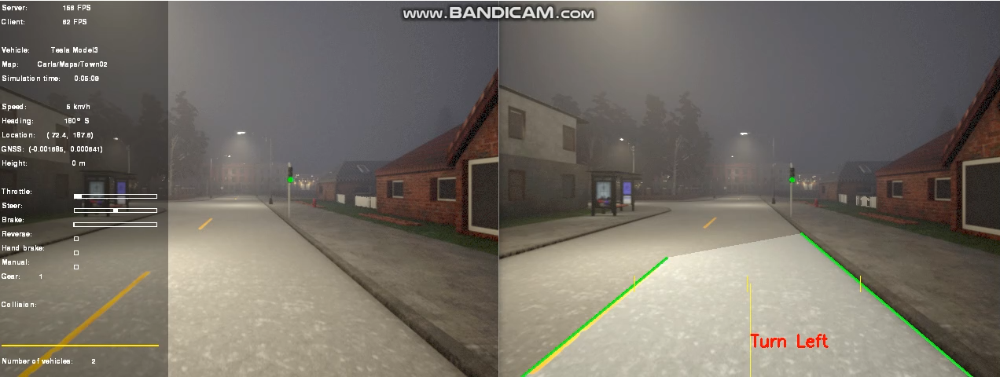 www.BANDICAM.com
Server: 156 FPS
Client: 62 FPS
Vehicle: Tesla Model3
Map: Carla/Maps/Town02
Simulation time: 0:05:09
Speed: 5 km/h
Heading: 180° S
Location: ( 72.4, 187.6)
GNSS: (-0.001685, 0.000641)
Height: 0 m
Throttle:
Steer:
Brake:
Reverse:
Hand brake:
Manual:
Gear: 1
Collision:
Number of vehicles: 2
Turn Left